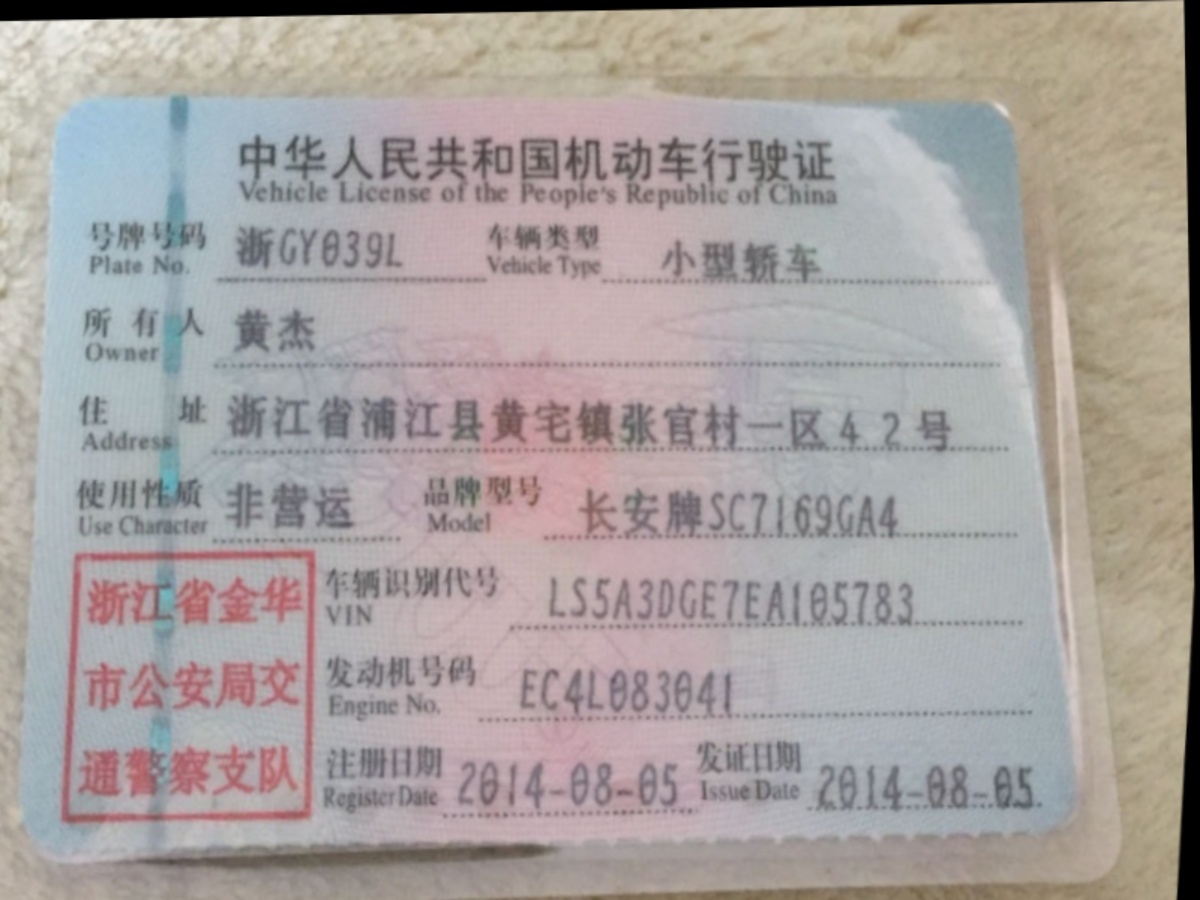 中华人民共和国机动车行驶证
Vehicle License of the People's Republic of China
号牌号码 浙GY039L 车辆类型 小型轿车
Plate No. Vehicle Type
所有人 黄杰
Owner
住址 浙江省浦江县黄宅镇张官村一区42号
Address
使用性质 非营运 品牌型号 长安牌SC7169GA4
Use Character Model
浙江省金华
市公安局交
通警察支队
车辆识别代号 LS5A3DGE7EA105783
VIN
发动机号码 EC4L083041
Engine No.
注册日期 2014-08-05 发证日期 2014-08-05
Register Date Issue Date